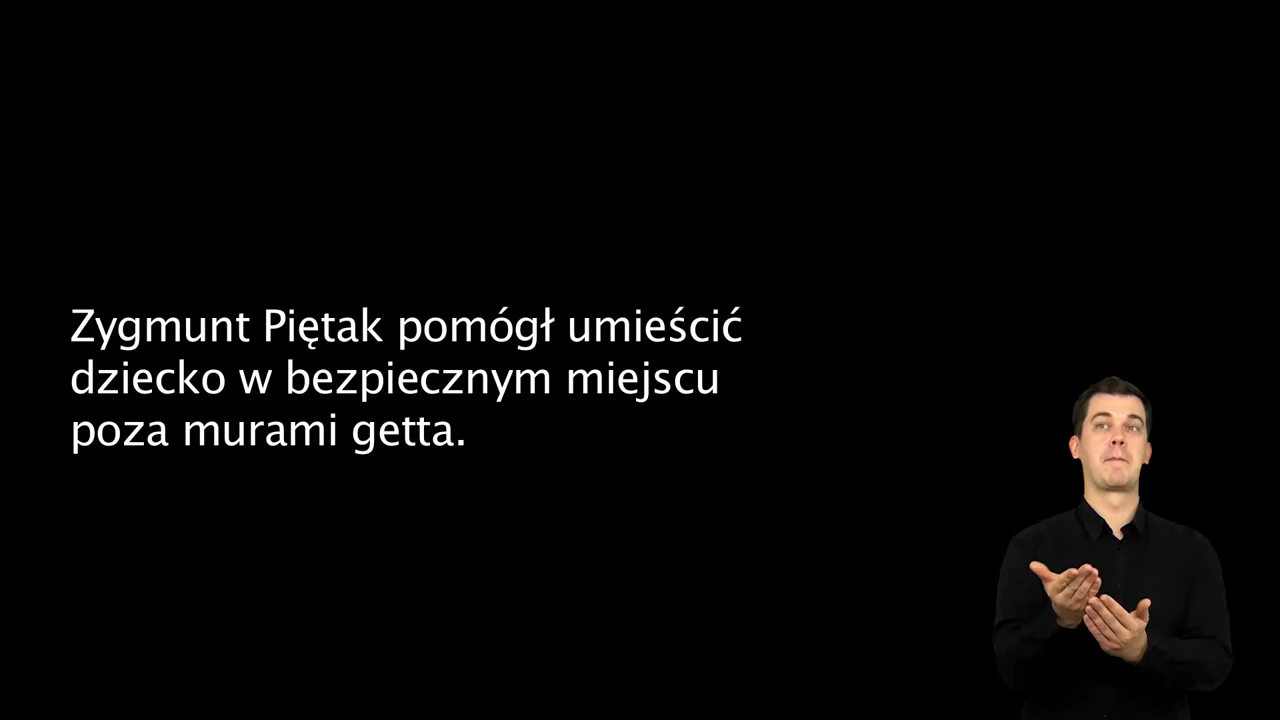 Zygmunt Piętak pomógł umieścić
dziecko w bezpiecznym miejscu
poza murami getta.